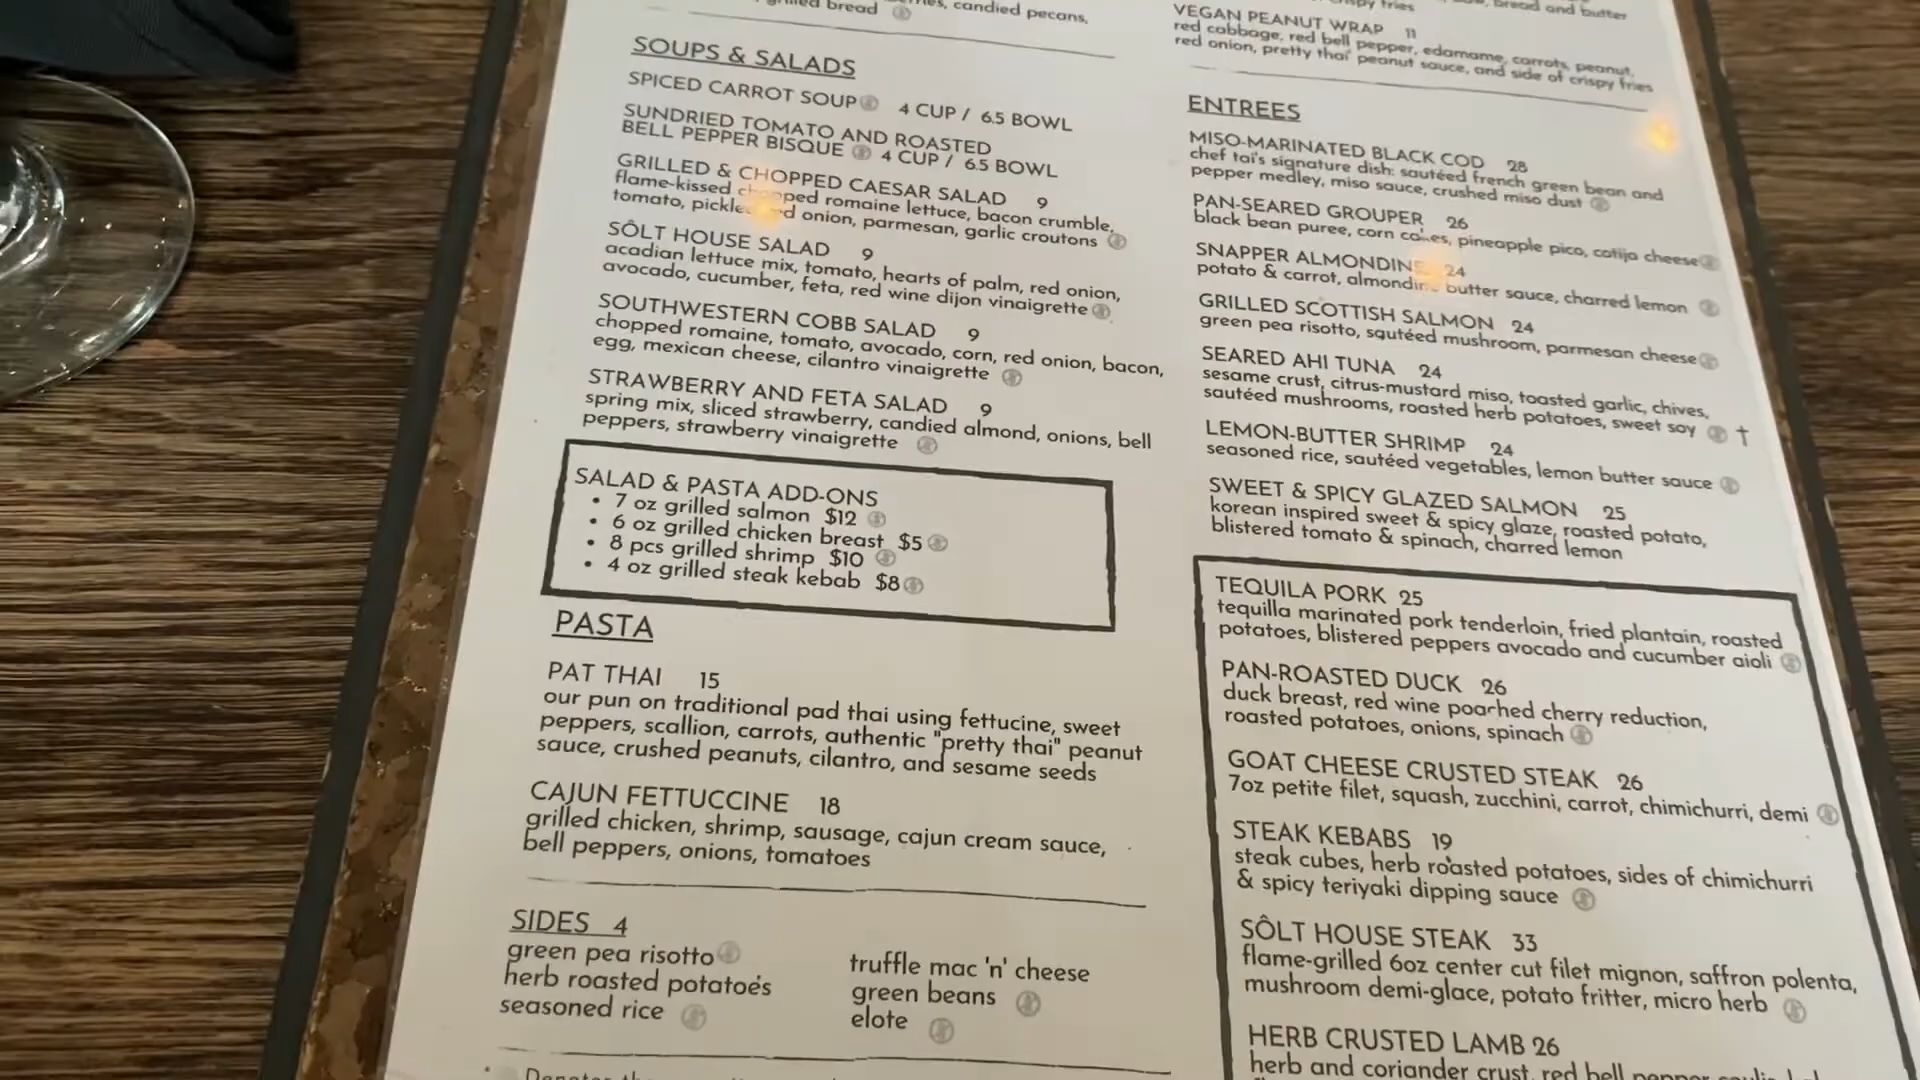 grilled bread
candied pecans,
SOUPS & SALADS
SPICED CARROT SOUP 4 CUP / 6.5 BOWL
SUNDRIED TOMATO AND ROASTED
BELL PEPPER BISQUE 4 CUP / 6.5 BOWL
GRILLED & CHOPPED CAESAR SALAD 9
flame-kissed chopped romaine lettuce, bacon crumble,
tomato, pickled red onion, parmesan, garlic croutons
SÔLT HOUSE SALAD 9
acadian lettuce mix, tomato, hearts of palm, red onion,
avocado, cucumber, feta, red wine dijon vinaigrette
SOUTHWESTERN COBB SALAD 9
chopped romaine, tomato, avocado, corn, red onion, bacon,
egg, mexican cheese, cilantro vinaigrette
STRAWBERRY AND FETA SALAD 9
spring mix, sliced strawberry, candied almond, onions, bell
peppers, strawberry vinaigrette
SALAD & PASTA ADD-ONS
• 7 oz grilled salmon $12
• 6 oz grilled chicken breast $5
• 8 pcs grilled shrimp $10
• 4 oz grilled steak kebab $8
PASTA
PAT THAI 15
our pun on traditional pad thai using fettucine, sweet
peppers, scallion, carrots, authentic "pretty thai" peanut
sauce, crushed peanuts, cilantro, and sesame seeds
CAJUN FETTUCCINE 18
grilled chicken, shrimp, sausage, cajun cream sauce,
bell peppers, onions, tomatoes
SIDES 4
green pea risotto
herb roasted potatoes
seasoned rice
truffle mac 'n' cheese
green beans
elote
bread and butter
crispy fries
VEGAN PEANUT WRAP 11
red cabbage, red bell pepper, edamame, carrots, peanut,
red onion, pretty thai peanut sauce, and side of crispy fries
ENTREES
MISO-MARINATED BLACK COD 28
chef tai's signature dish: sautéed french green bean and
pepper medley, miso sauce, crushed miso dust
PAN-SEARED GROUPER 26
black bean puree, corn cakes, pineapple pico, cotija cheese
SNAPPER ALMONDINE 24
potato & carrot, almondine butter sauce, charred lemon
GRILLED SCOTTISH SALMON 24
green pea risotto, sautéed mushroom, parmesan cheese
SEARED AHI TUNA 24
sesame crust, citrus-mustard miso, toasted garlic, chives,
sautéed mushrooms, roasted herb potatoes, sweet soy †
LEMON-BUTTER SHRIMP 24
seasoned rice, sautéed vegetables, lemon butter sauce
SWEET & SPICY GLAZED SALMON 25
korean inspired sweet & spicy glaze, roasted potato,
blistered tomato & spinach, charred lemon
TEQUILA PORK 25
tequilla marinated pork tenderloin, fried plantain, roasted
potatoes, blistered peppers avocado and cucumber aioli
PAN-ROASTED DUCK 26
duck breast, red wine poached cherry reduction,
roasted potatoes, onions, spinach
GOAT CHEESE CRUSTED STEAK 26
7oz petite filet, squash, zucchini, carrot, chimichurri, demi
STEAK KEBABS 19
steak cubes, herb roasted potatoes, sides of chimichurri
& spicy teriyaki dipping sauce
SÔLT HOUSE STEAK 33
flame-grilled 6oz center cut filet mignon, saffron polenta,
mushroom demi-glace, potato fritter, micro herb
HERB CRUSTED LAMB 26
herb and coriander crust, red bell